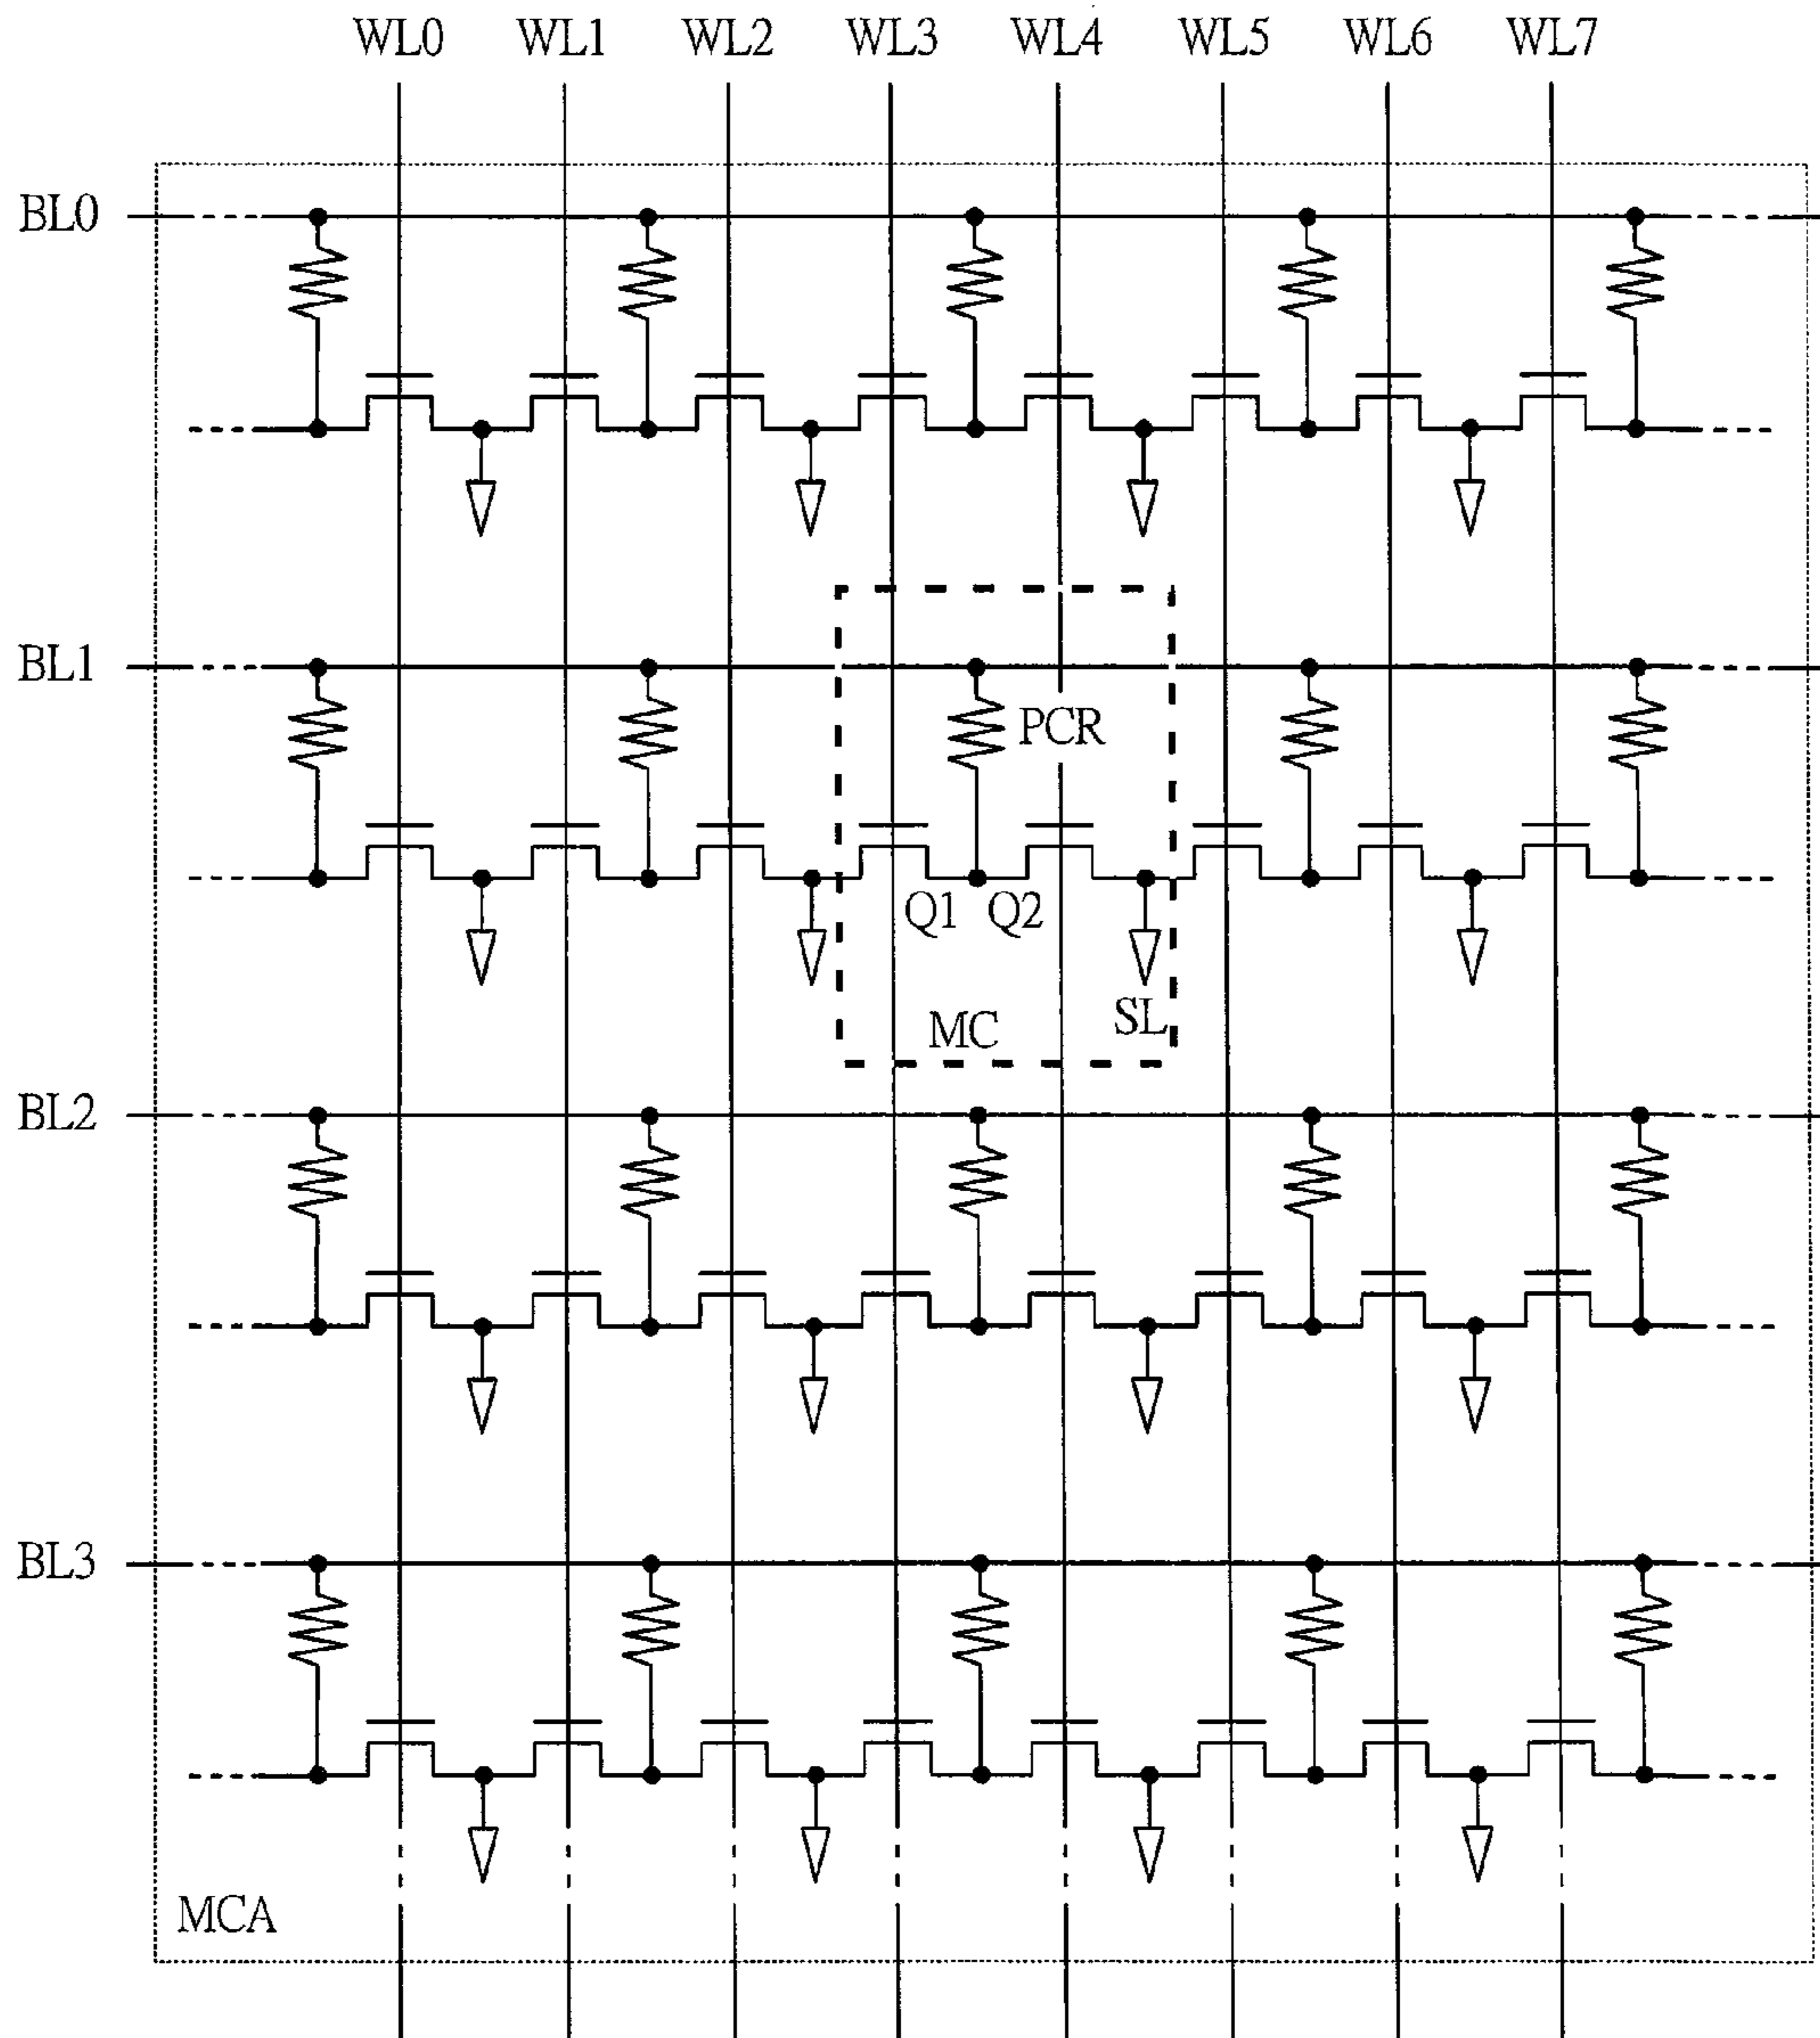 WL0 WL1 WL2 WL3 WL4 WL5 WL6 WL7
BL0
BL1
PCR
Q1 Q2
SL
MC
BL2
BL3
MCA